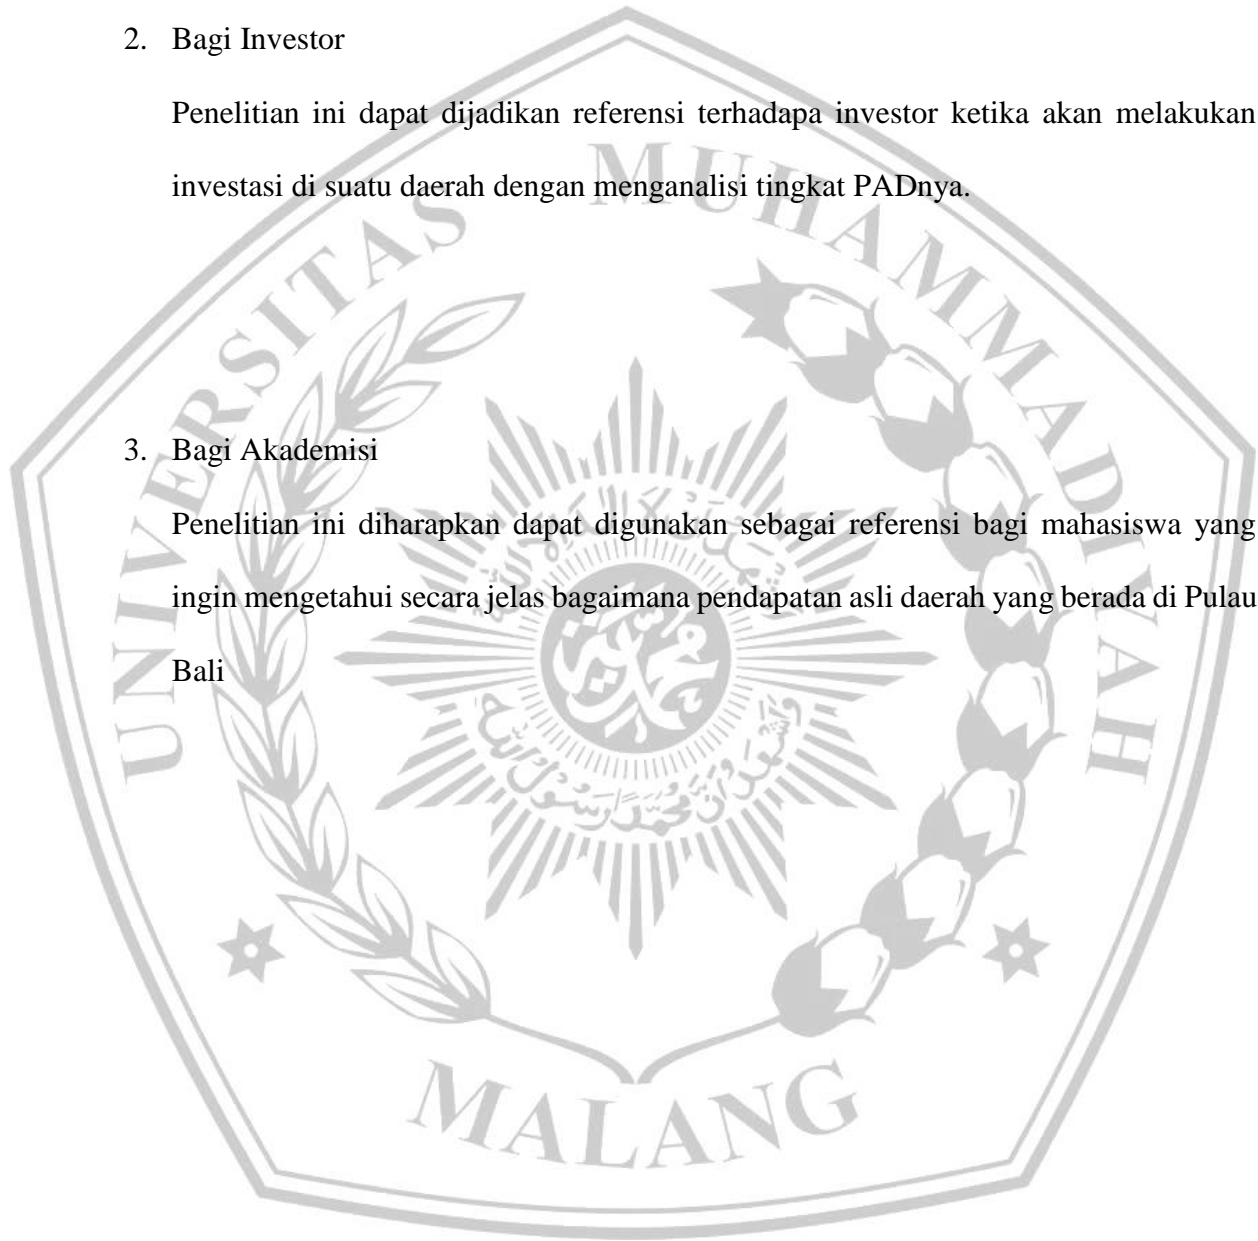 2. Bagi Investor
Penelitian ini dapat dijadikan referensi terhadapa investor ketika akan melakukan
investasi di suatu daerah dengan menganalisi tingkat PADnya.
3. Bagi Akademisi
Penelitian ini diharapkan dapat digunakan sebagai referensi bagi mahasiswa yang
ingin mengetahui secara jelas bagaimana pendapatan asli daerah yang berada di Pulau
Bali
UNIVERSITAS MUHAMMADIYAH
MALANG